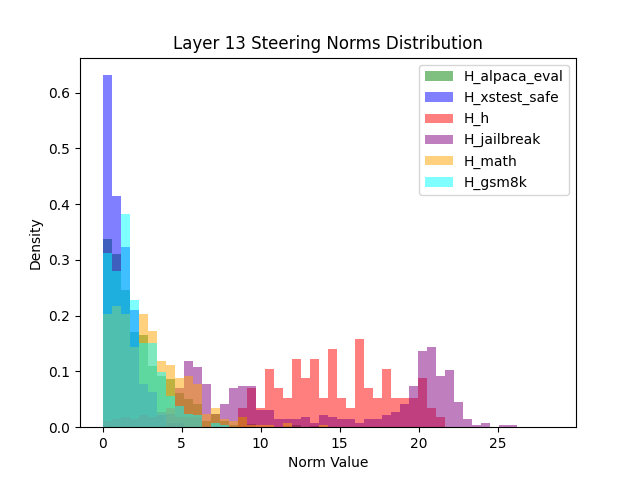 Layer 13 Steering Norms Distribution
H_alpaca_eval
H_xstest_safe
H_h
H_jailbreak
H_math
H_gsm8k
Density
0.6
0.5
0.4
0.3
0.2
0.1
0.0
0 5 10 15 20 25
Norm Value